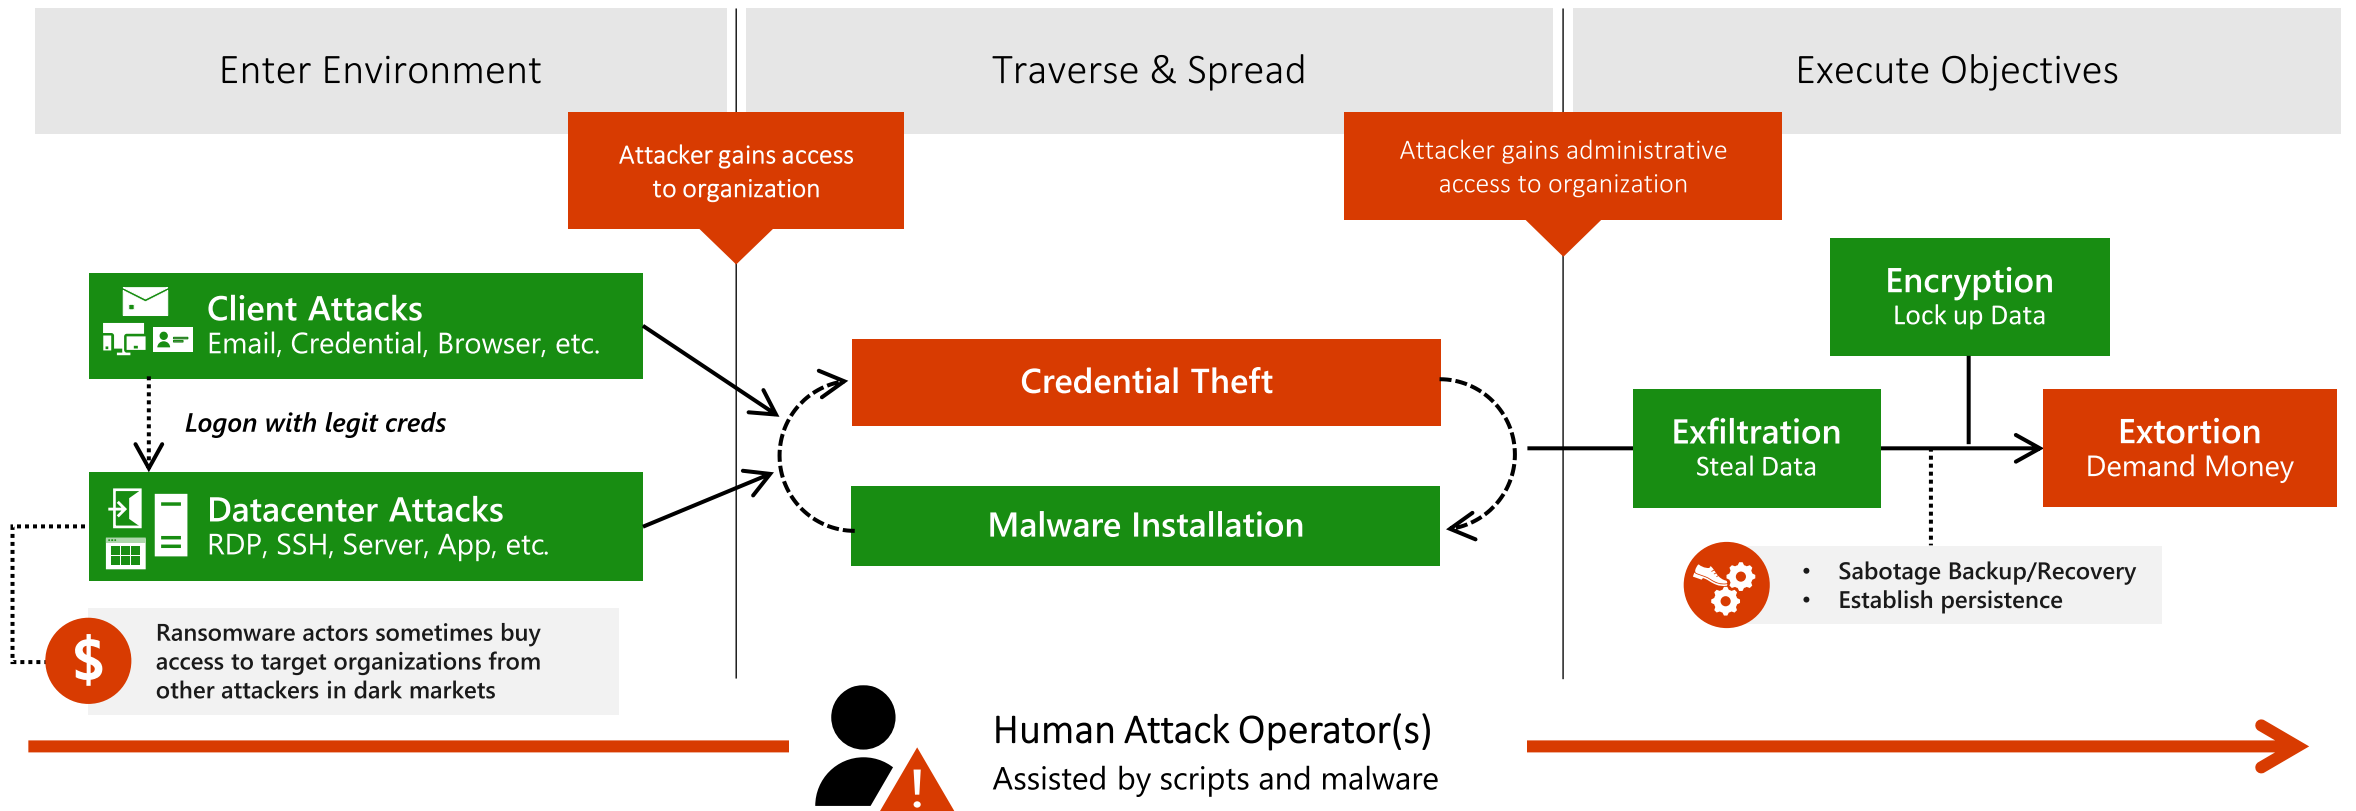 Enter Environment
Traverse & Spread
Execute Objectives
Attacker gains access
to organization
Attacker gains administrative
access to organization
Client Attacks
Email, Credential, Browser, etc.
Logon with legit creds
Datacenter Attacks
RDP, SSH, Server, App, etc.
$
Ransomware actors sometimes buy
access to target organizations from
other attackers in dark markets
Credential Theft
Malware Installation
Encryption
Lock up Data
Exfiltration
Steal Data
Extortion
Demand Money
• Sabotage Backup/Recovery
• Establish persistence
!
Human Attack Operator(s)
Assisted by scripts and malware